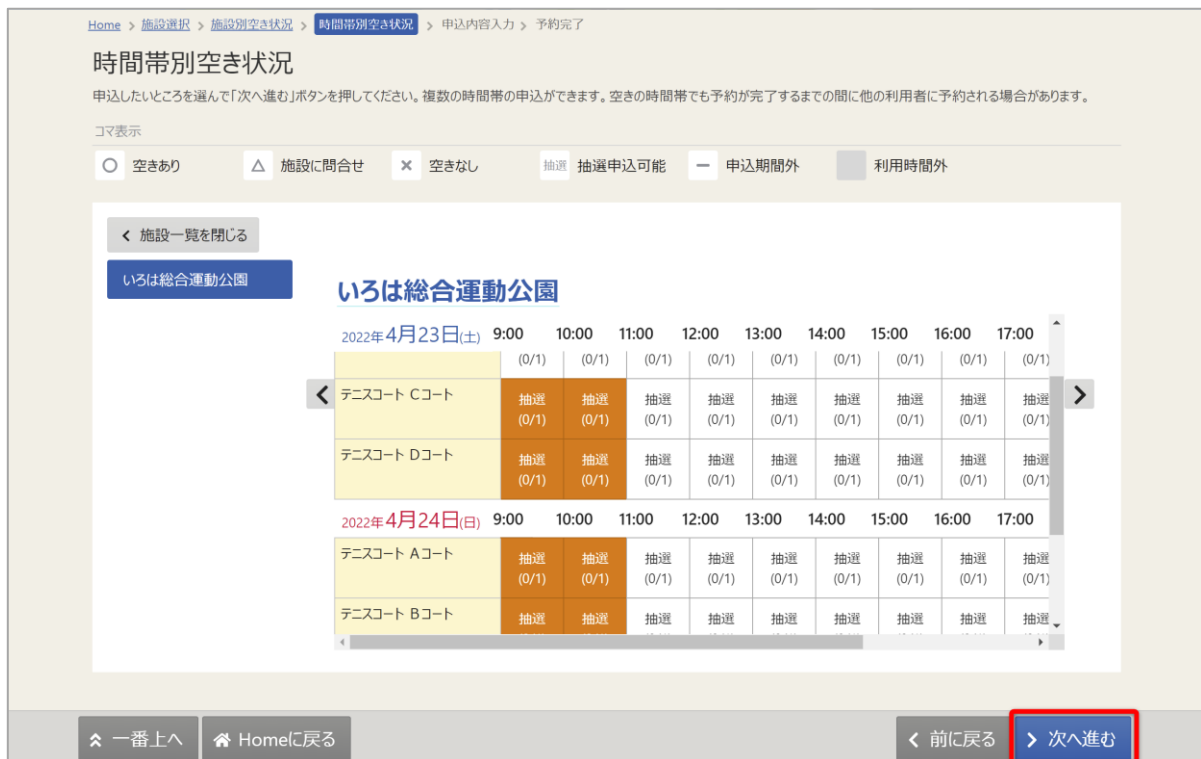 Home > 施設選択 > 施設別空き状況 > 時間帯別空き状況 > 申込内容入力 > 予約完了
時間帯別空き状況
申込したいところを選んで「次へ進む」ボタンを押してください。複数の時間帯の申込ができます。空きの時間帯でも予約が完了するまでの間に他の利用者に予約される場合があります。
コマ表示
○ 空きあり △ 施設に問合せ × 空きなし 抽選 抽選申込可能 ー 申込期間外 利用時間外
< 施設一覧を閉じる
いろは総合運動公園
いろは総合運動公園
2022年4月23日(土) 9:00 10:00 11:00 12:00 13:00 14:00 15:00 16:00 17:00
(0/1) (0/1) (0/1) (0/1) (0/1) (0/1) (0/1) (0/1) (0/1)
テニスコート Cコート 抽選 抽選 抽選 抽選 抽選 抽選 抽選 抽選 抽選
(0/1) (0/1) (0/1) (0/1) (0/1) (0/1) (0/1) (0/1) (0/1)
テニスコート Dコート 抽選 抽選 抽選 抽選 抽選 抽選 抽選 抽選 抽選
(0/1) (0/1) (0/1) (0/1) (0/1) (0/1) (0/1) (0/1) (0/1)
2022年4月24日(日) 9:00 10:00 11:00 12:00 13:00 14:00 15:00 16:00 17:00
テニスコート Aコート 抽選 抽選 抽選 抽選 抽選 抽選 抽選 抽選 抽選
(0/1) (0/1) (0/1) (0/1) (0/1) (0/1) (0/1) (0/1) (0/1)
テニスコート Bコート 抽選 抽選 抽選 抽選 抽選 抽選 抽選 抽選 抽選
一番上へ Homeに戻る < 前に戻る > 次へ進む